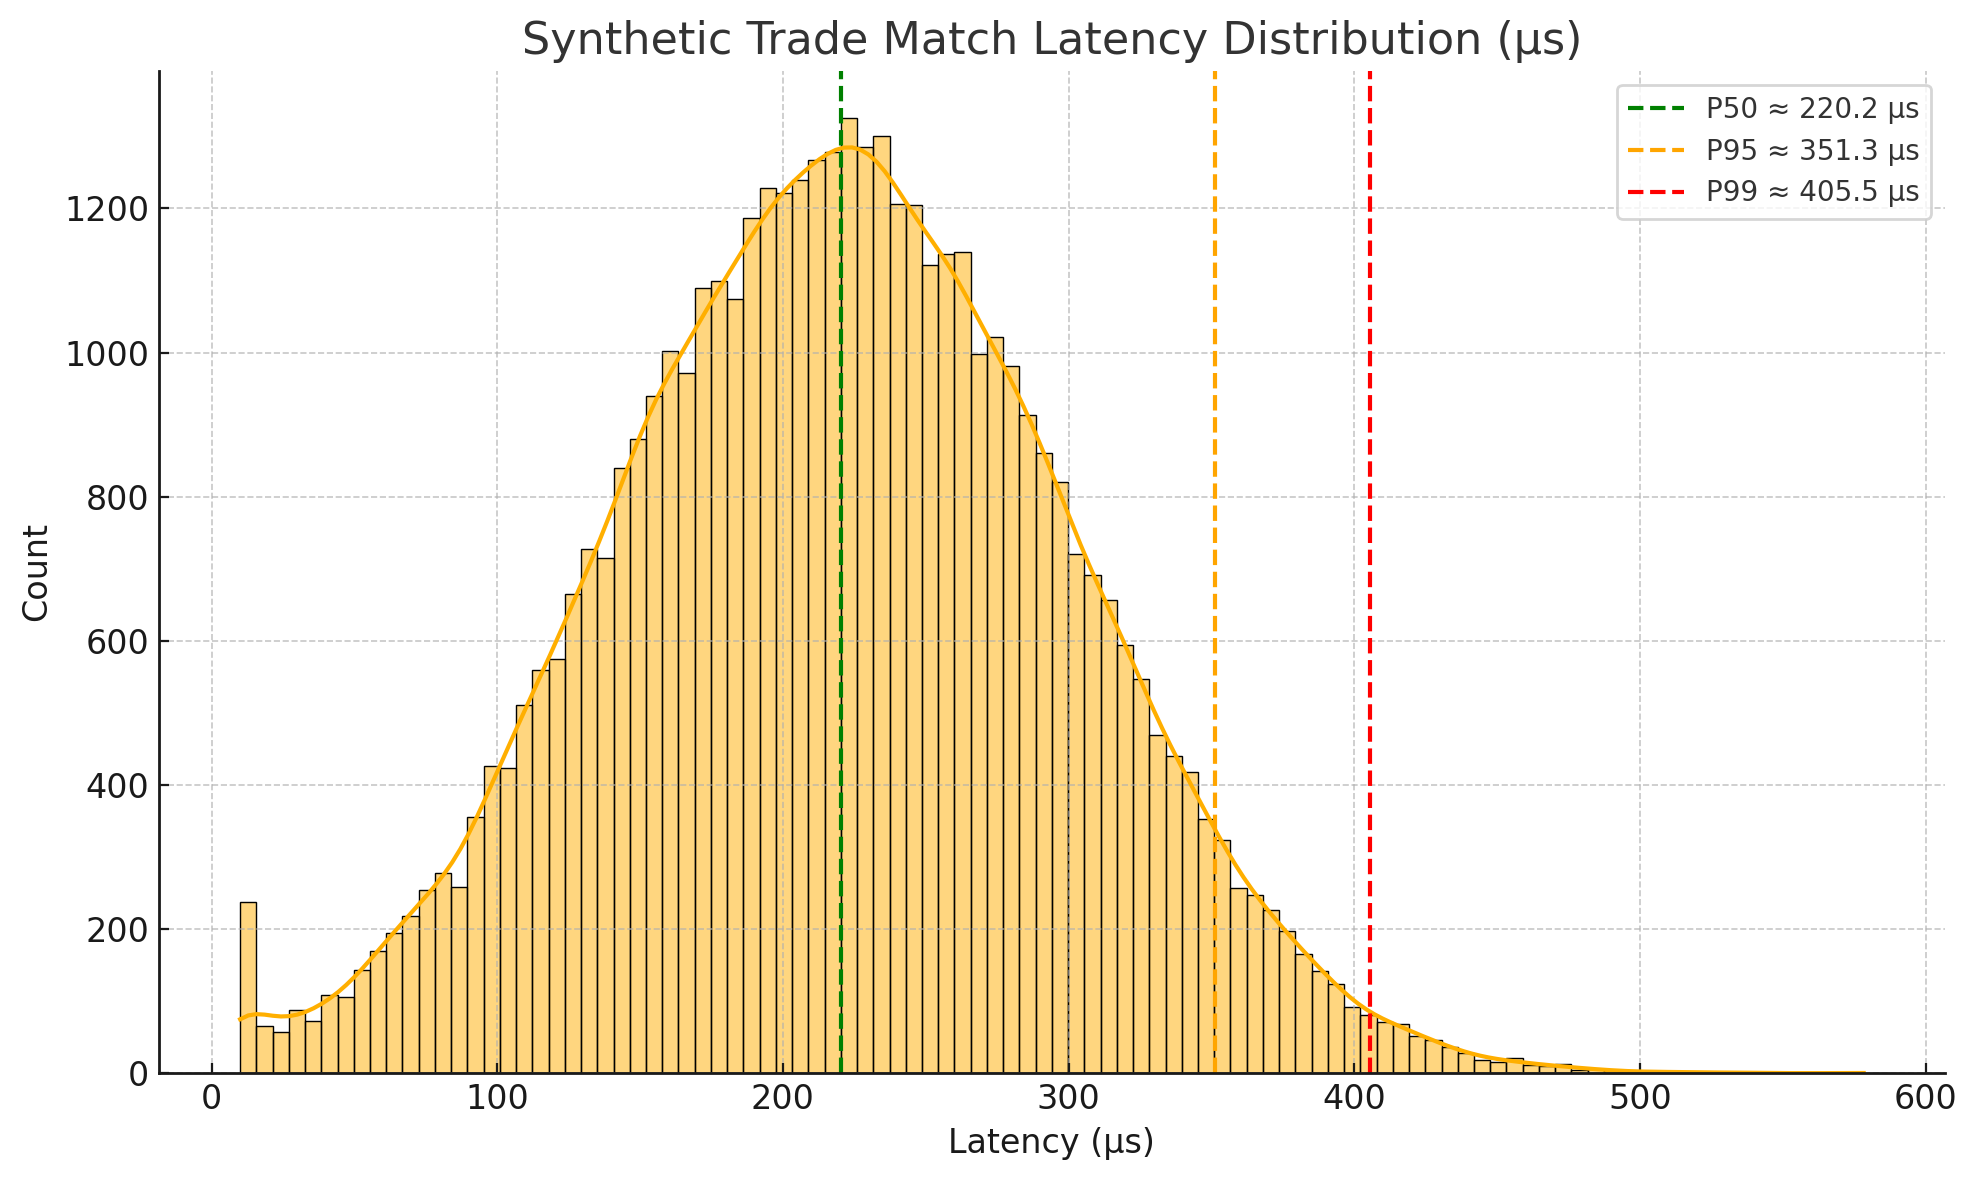 Synthetic Trade Match Latency Distribution (µs)
P50 ≈ 220.2 µs
P95 ≈ 351.3 µs
P99 ≈ 405.5 µs
1200
1000
800
600
400
200
0
Count
0 100 200 300 400 500 600
Latency (µs)